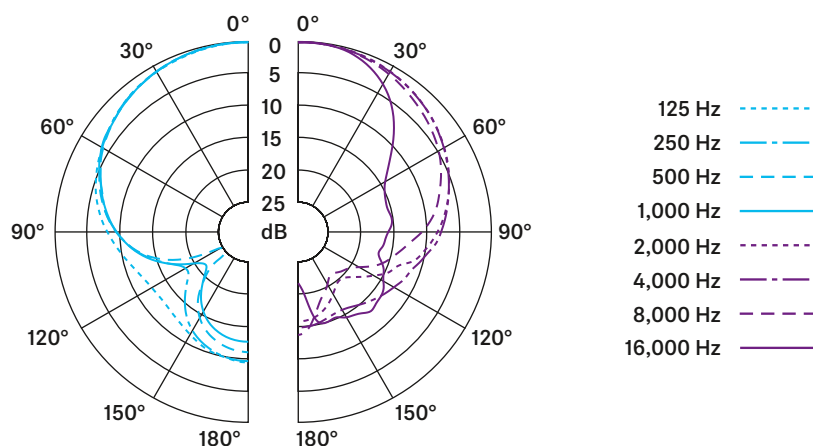 0° 0°
30° 0 30°
5
10
60° 15 60°
20
25
90° dB 90°
120° 120°
150° 150°
180° 180°
125 Hz
250 Hz
500 Hz
1,000 Hz
2,000 Hz
4,000 Hz
8,000 Hz
16,000 Hz